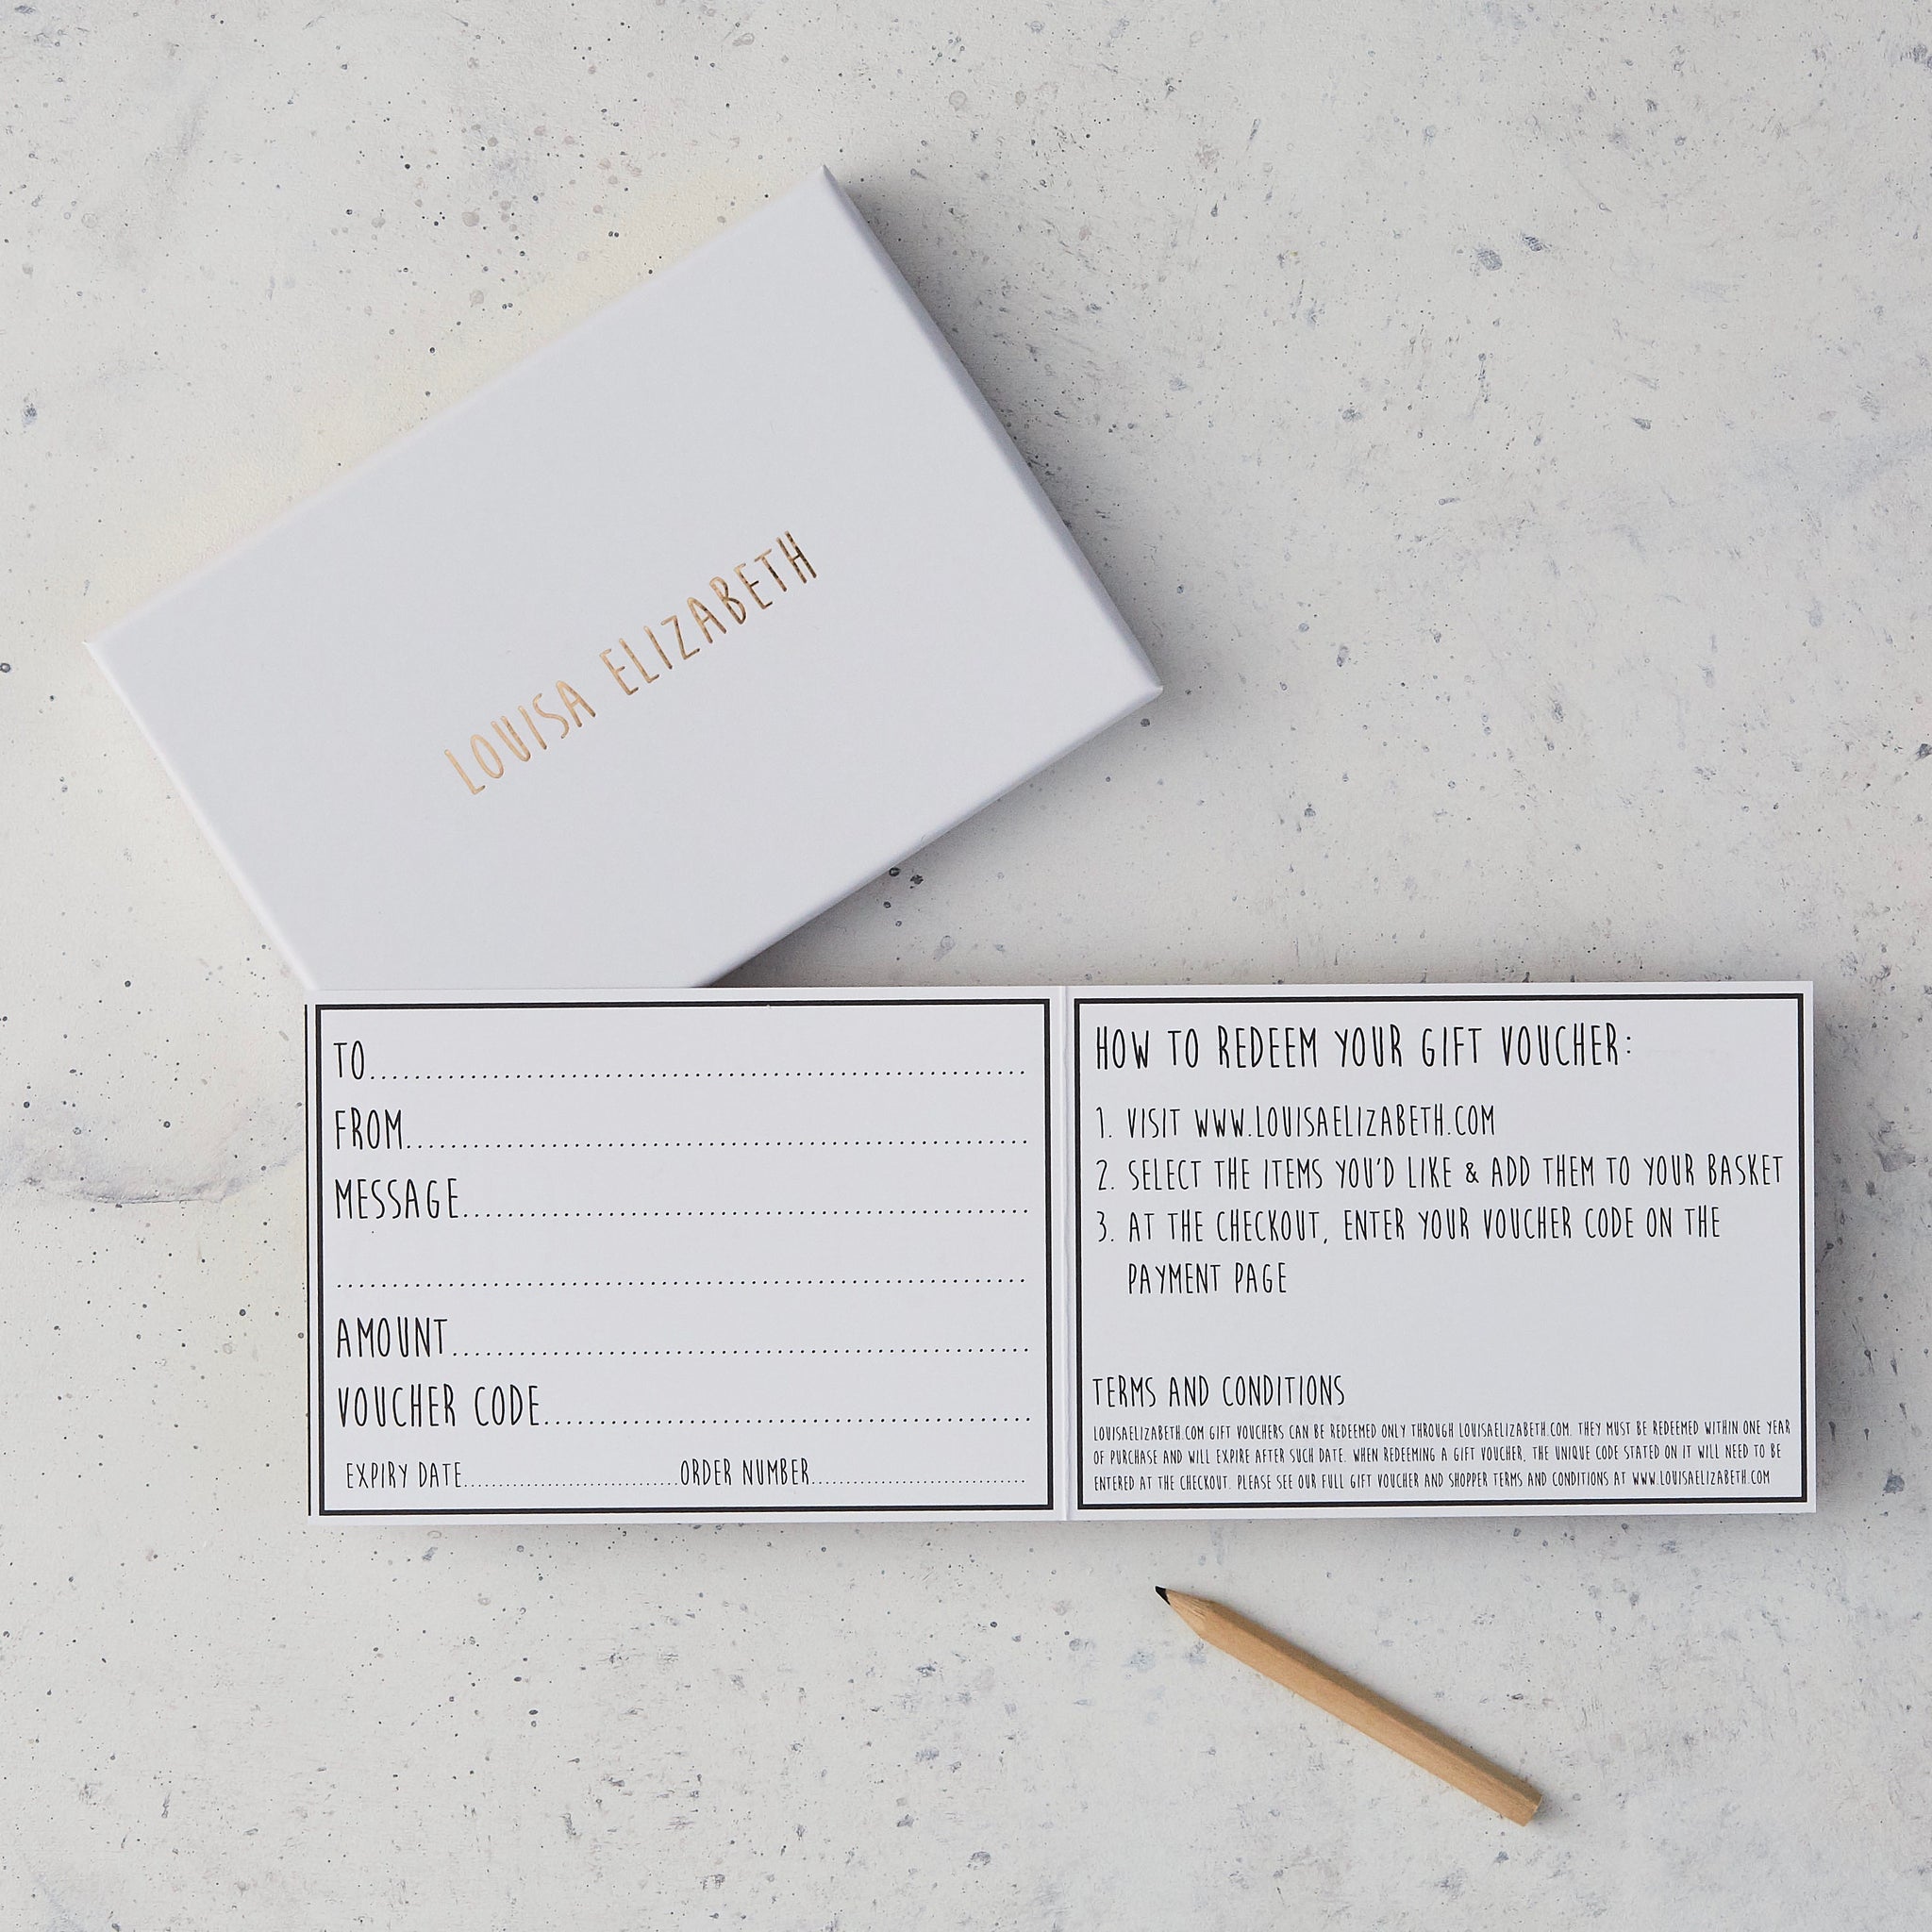 LOUISA ELIZABETH
TO
FROM
MESSAGE
AMOUNT
VOUCHER CODE
EXPIRY DATE ORDER NUMBER
HOW TO REDEEM YOUR GIFT VOUCHER:
1. VISIT WWW.LOUISAELIZABETH.COM
2. SELECT THE ITEMS YOU'D LIKE & ADD THEM TO YOUR BASKET
3. AT THE CHECKOUT, ENTER YOUR VOUCHER CODE ON THE
PAYMENT PAGE
TERMS AND CONDITIONS
LOUISAELIZABETH.COM GIFT VOUCHERS CAN BE REDEEMED ONLY THROUGH LOUISAELIZABETH.COM. THEY MUST BE REDEEMED WITHIN ONE YEAR
OF PURCHASE AND WILL EXPIRE AFTER SUCH DATE. WHEN REDEEMING A GIFT VOUCHER, THE UNIQUE CODE STATED ON IT WILL NEED TO BE
ENTERED AT THE CHECKOUT. PLEASE SEE OUR FULL GIFT VOUCHER AND SHOPPER TERMS AND CONDITIONS AT WWW.LOUISAELIZABETH.COM